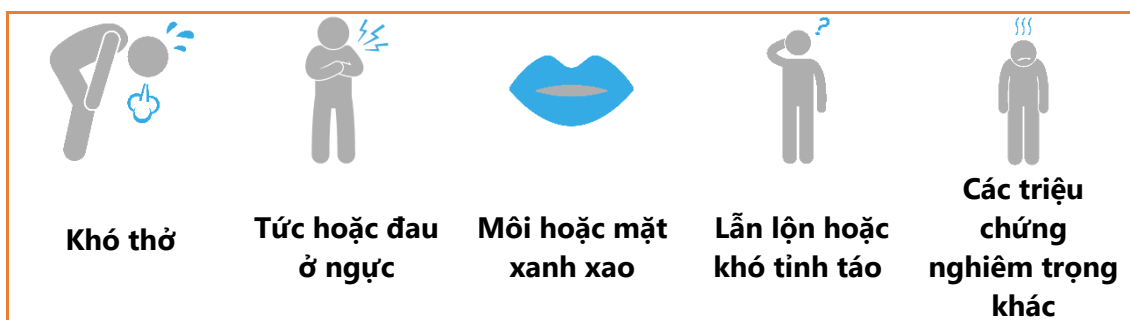 ?
Khó thở
Tức hoặc đau
ở ngực
Môi hoặc mặt
xanh xao
Lẫn lộn hoặc
khó tỉnh táo
Các triệu
chứng
nghiêm trọng
khác